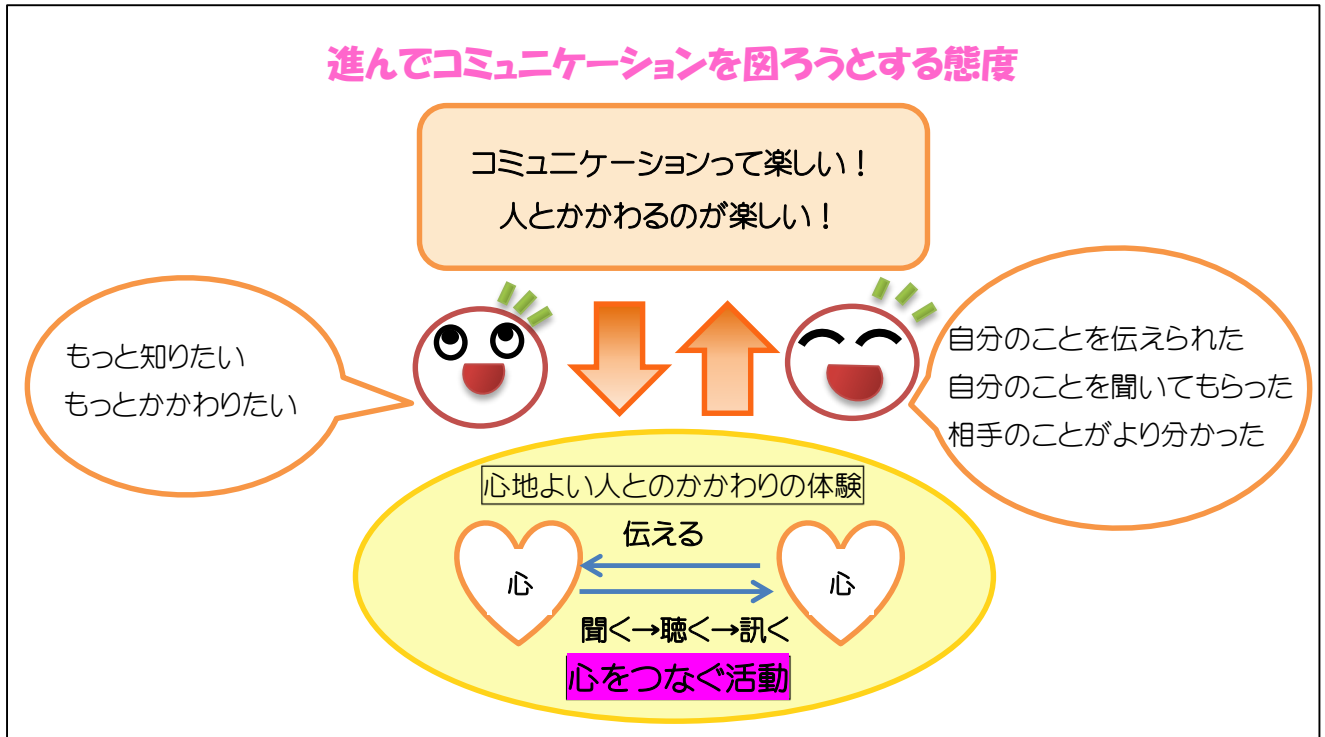 進んでコミュニケーションを図ろうとする態度
コミュニケーションって楽しい！
人とかかわるのが楽しい！
もっと知りたい
もっとかかわりたい
自分のことを伝えられた
自分のことを聞いてもらった
相手のことがより分かった
心地よい人とのかかわりの体験
伝える
心
心
聞く→聴く→訊く
心をつなぐ活動